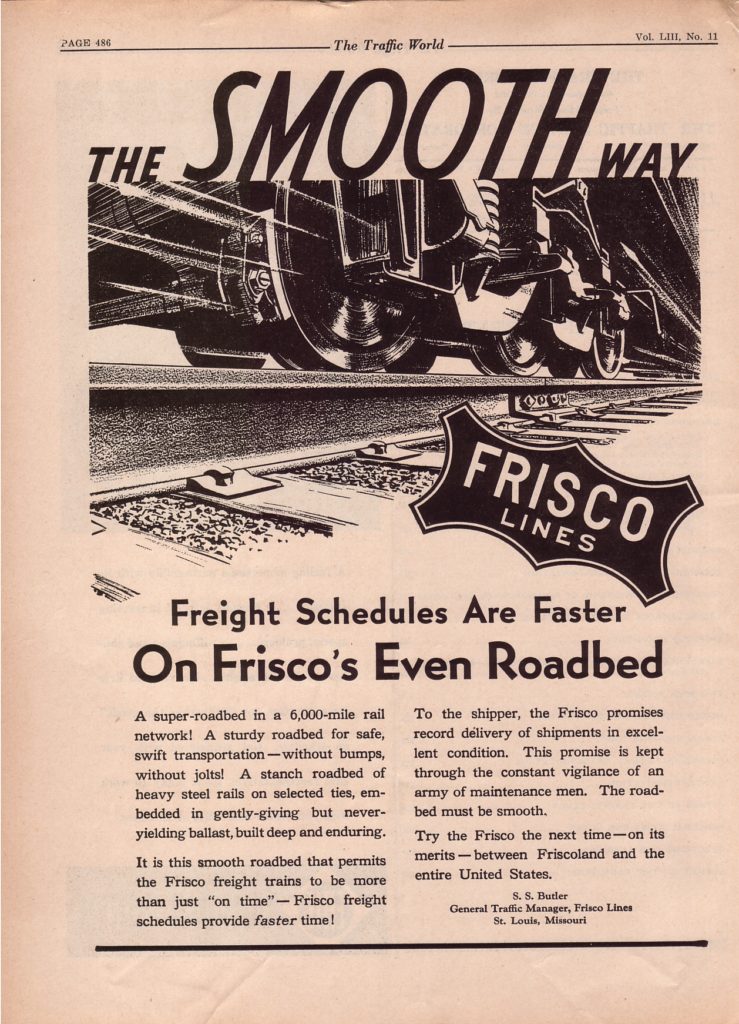 PAGE 486
The Traffic World
Vol. LIII, No. 11
THE SMOOTH WAY
FRISCO
LINES
Freight Schedules Are Faster
On Frisco's Even Roadbed
A super-roadbed in a 6,000-mile rail
network! A sturdy roadbed for safe,
swift transportation—without bumps,
without jolts! A stanch roadbed of
heavy steel rails on selected ties, em-
bedded in gently-giving but never-
yielding ballast, built deep and enduring.
It is this smooth roadbed that permits
the Frisco freight trains to be more
than just "on time"—Frisco freight
schedules provide faster time!
To the shipper, the Frisco promises
record delivery of shipments in excel-
lent condition. This promise is kept
through the constant vigilance of an
army of maintenance men. The road-
bed must be smooth.
Try the Frisco the next time—on its
merits—between Friscoland and the
entire United States.
S. S. Butler
General Traffic Manager, Frisco Lines
St. Louis, Missouri